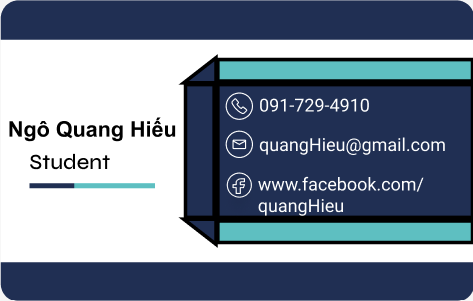 Ngô Quang Hiếu
Student
091-729-4910
quangHieu@gmail.com
www.facebook.com/
quangHieu